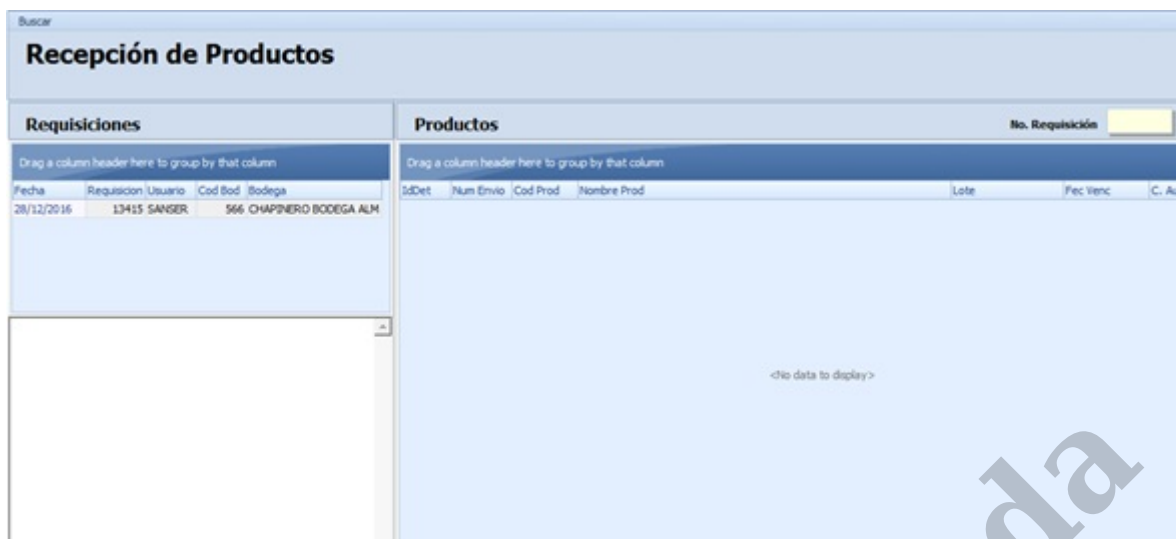 Buscar
Recepción de Productos
Requisiciones
Productos
No. Requisición
Drag a column header here to group by that column
Drag a column header here to group by that column
Fecha Requisicion Usuario Cod Bod Bodega
IdDet Num Envio Cod Prod Nombre Prod Lote Fec Venc C. Au
28/12/2016 13415 SANSER 566 CHAPINERO BODEGA ALM
<No data to display>
da